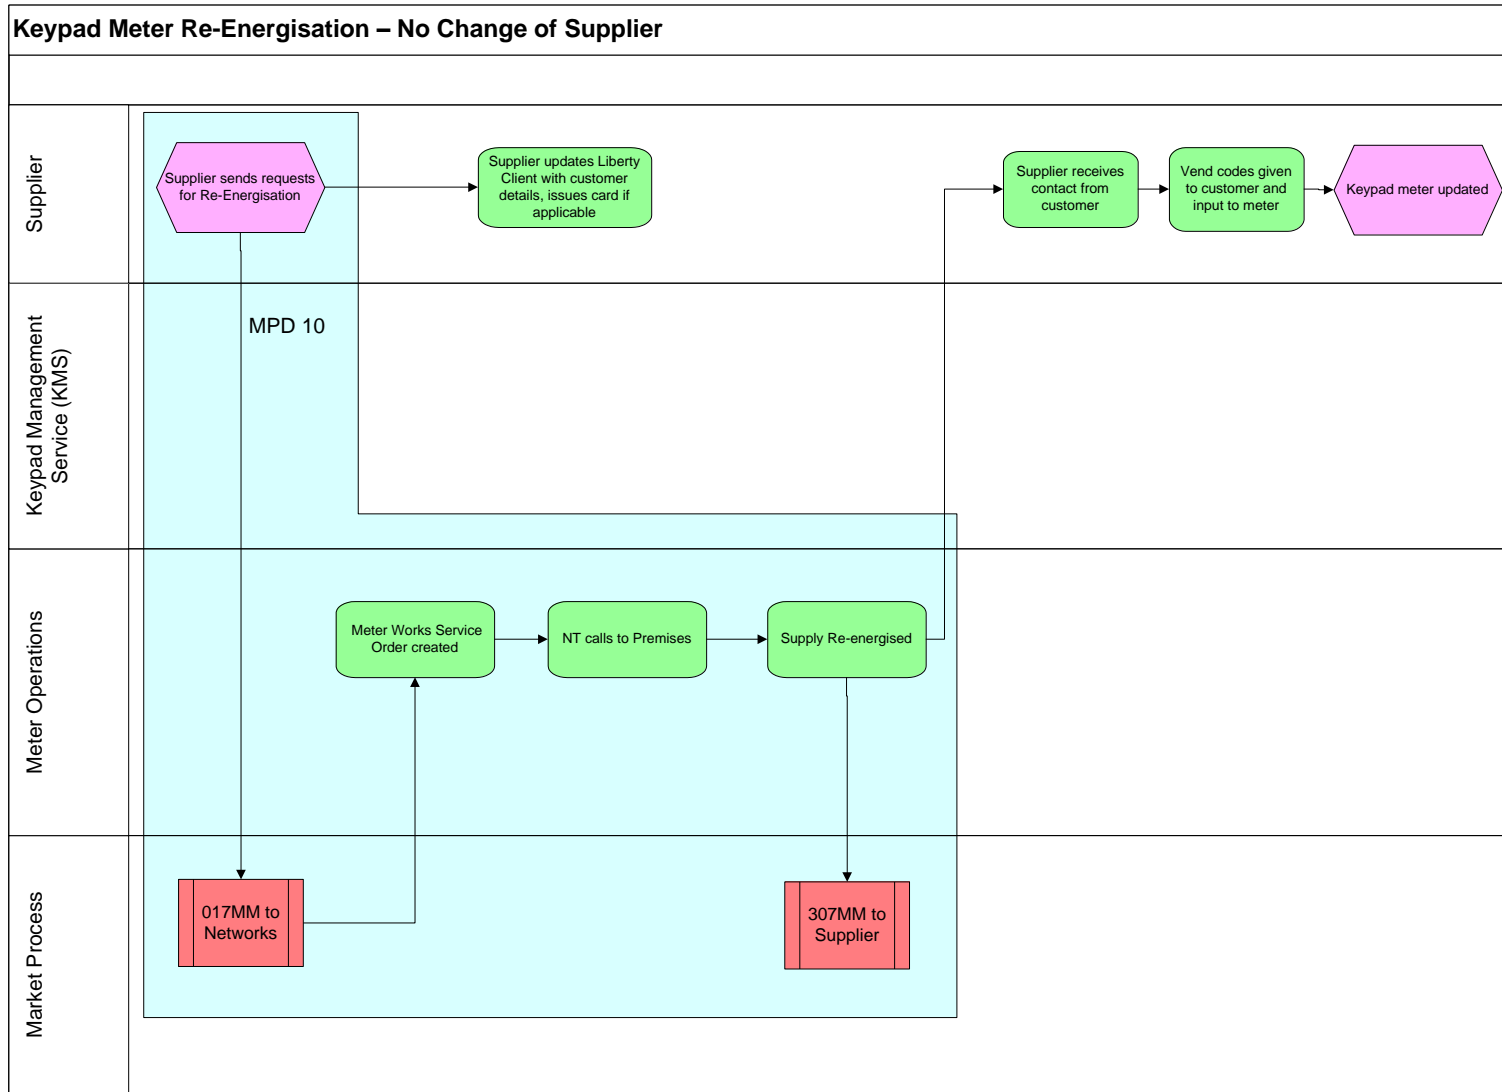 Keypad Meter Re-Energisation – No Change of Supplier
Supplier
Supplier sends requests
for Re-Energisation
Supplier updates Liberty
Client with customer
details, issues card if
applicable
Supplier receives
contact from
customer
Vend codes given
to customer and
input to meter
Keypad meter updated
Keypad Management
Service (KMS)
MPD 10
Meter Operations
Meter Works Service
Order created
NT calls to Premises
Supply Re-energised
Market Process
017MM to
Networks
307MM to
Supplier